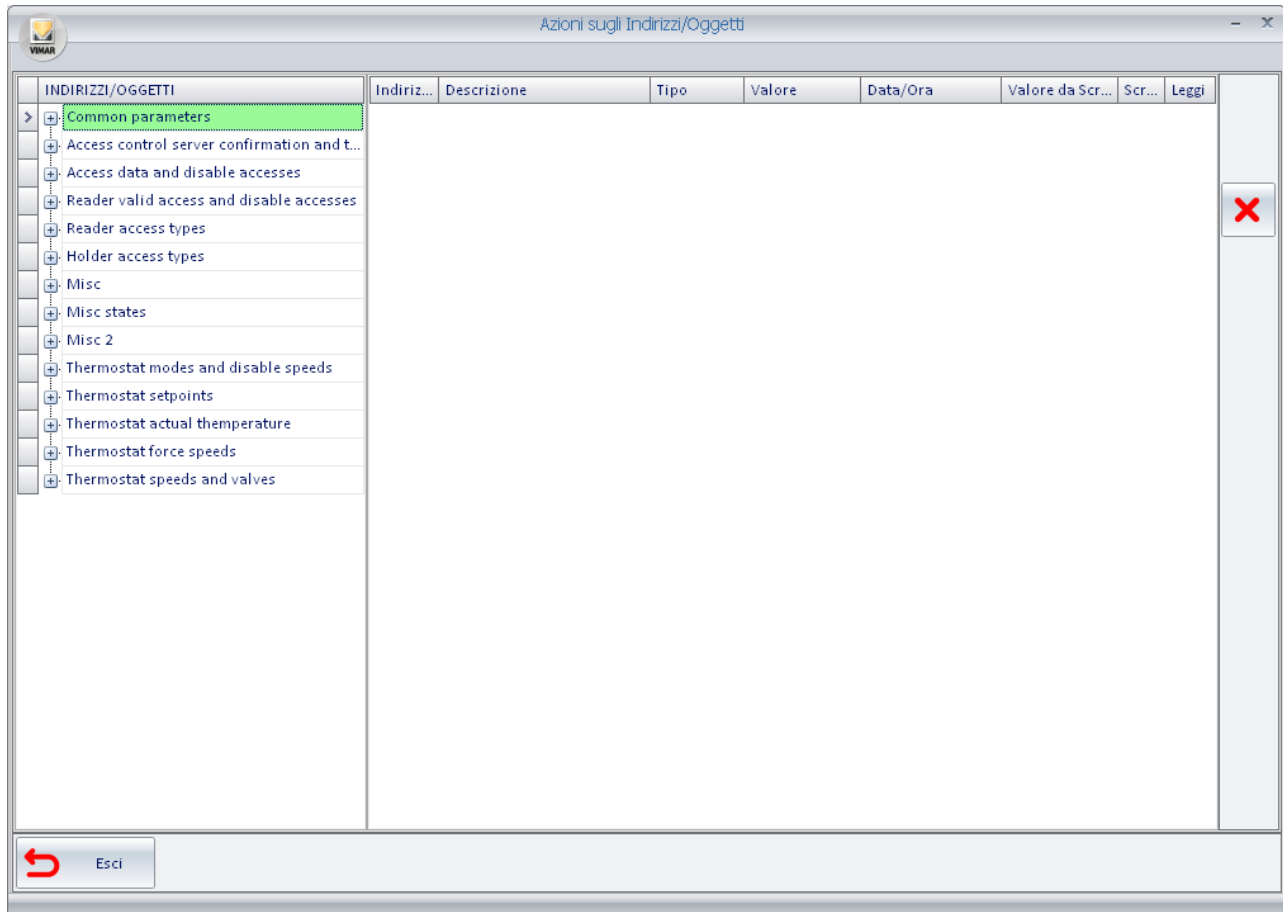 Azioni sugli Indirizzi/Oggetti
VIMAR
INDIRIZZI/OGGETTI
Indiriz... Descrizione Tipo Valore Data/Ora Valore da Scr... Scr... Leggi
Common parameters
Access control server confirmation and t...
Access data and disable accesses
Reader valid access and disable accesses
Reader access types
Holder access types
Misc
Misc states
Misc 2
Thermostat modes and disable speeds
Thermostat setpoints
Thermostat actual themperature
Thermostat force speeds
Thermostat speeds and valves
Esci